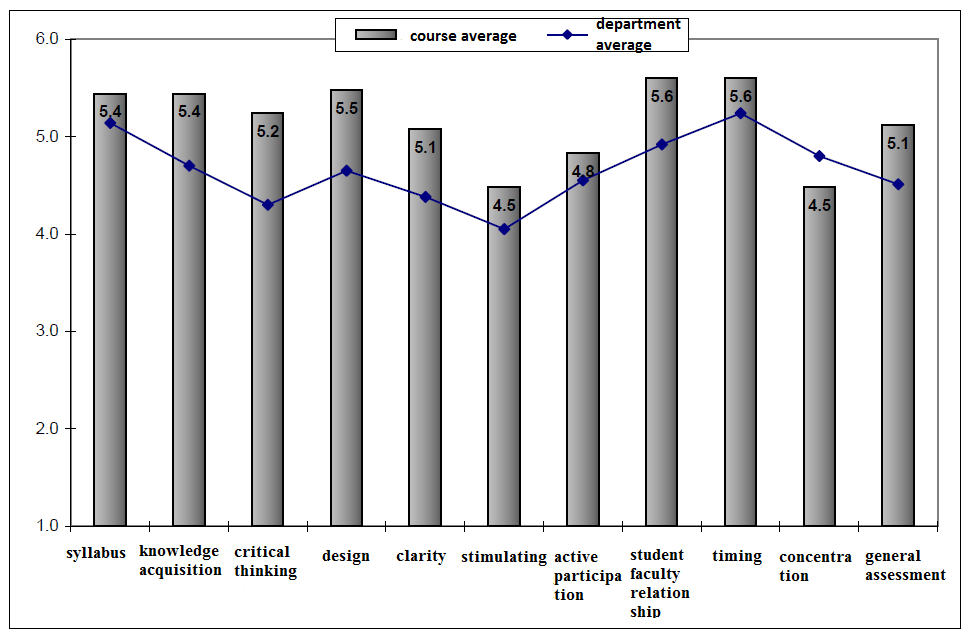 course average
department
average
6.0
5.0
4.0
3.0
2.0
1.0
5.4
5.4
5.2
5.5
5.1
4.5
4.8
5.6
5.6
4.5
5.1
syllabus
knowledge
acquisition
critical
thinking
design
clarity
stimulating
active
participa
tion
student
faculty
relation
ship
timing
concentra
tion
general
assessment